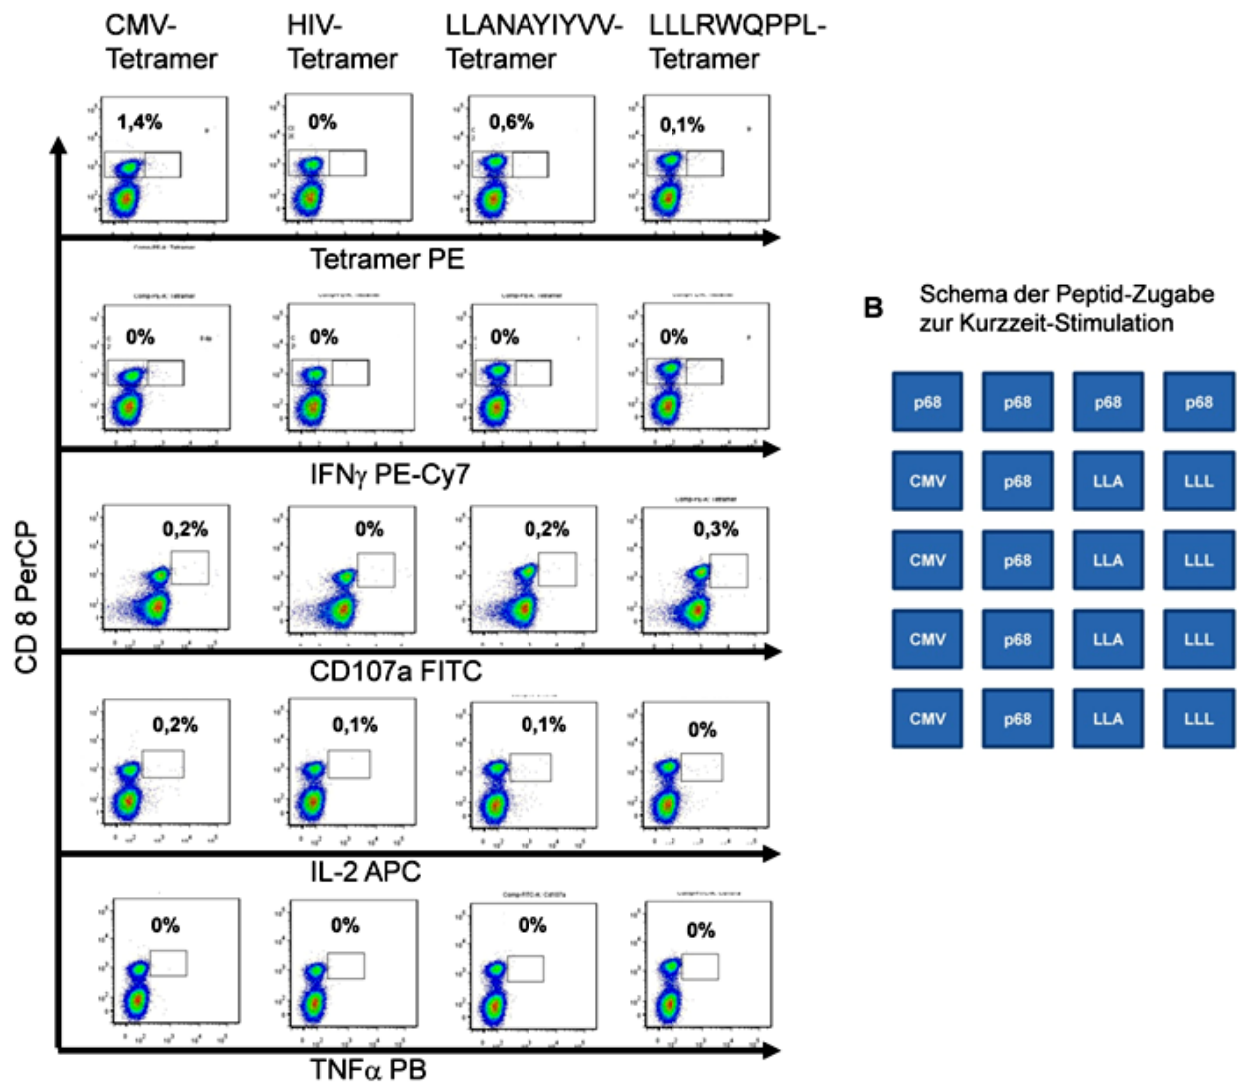 CMV-
Tetramer
HIV-
Tetramer
LLANAYIYVV-
Tetramer
LLLRWQPPL-
Tetramer
1,4%
0%
0,6%
0,1%
Tetramer PE
0%
0%
0%
0%
IFNγ PE-Cy7
0,2%
0%
0,2%
0,3%
CD107a FITC
0,2%
0,1%
0,1%
0%
IL-2 APC
0%
0%
0%
0%
TNFα PB
CD 8 PerCP
B
Schema der Peptid-Zugabe
zur Kurzzeit-Stimulation
p68 p68 p68 p68
CMV p68 LLA LLL
CMV p68 LLA LLL
CMV p68 LLA LLL
CMV p68 LLA LLL